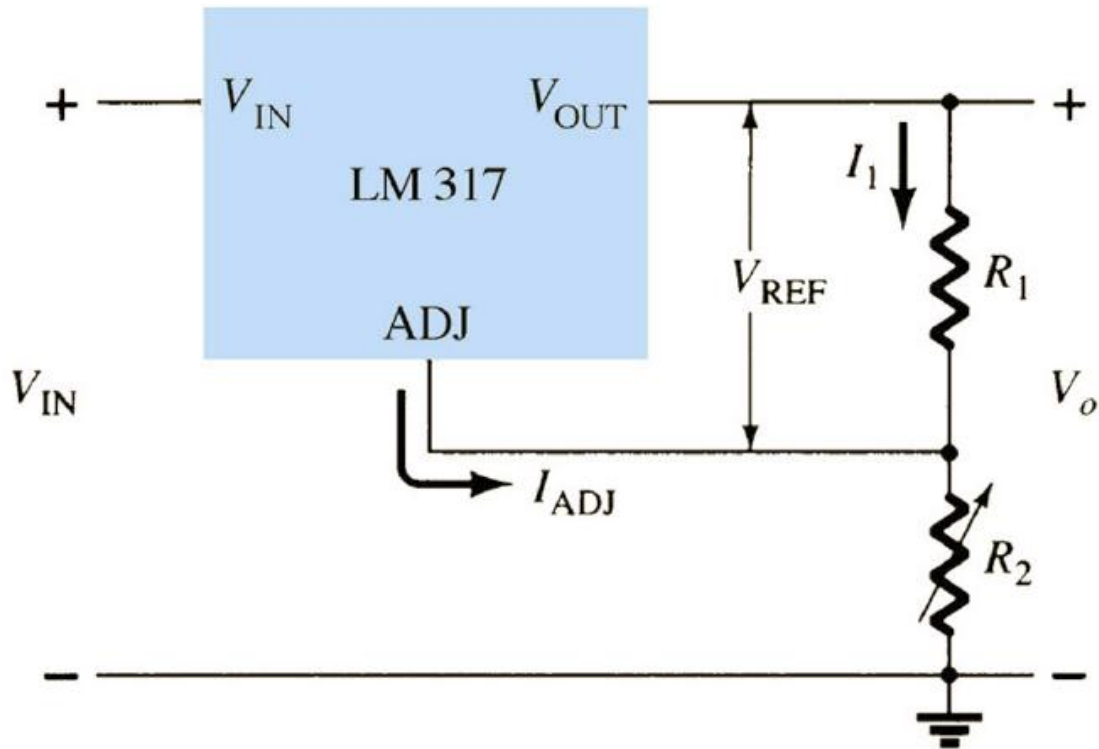 + V_IN V_OUT +
LM 317
I_1
R_1
V_REF
ADJ
V_IN
V_o
I_ADJ
R_2
− −